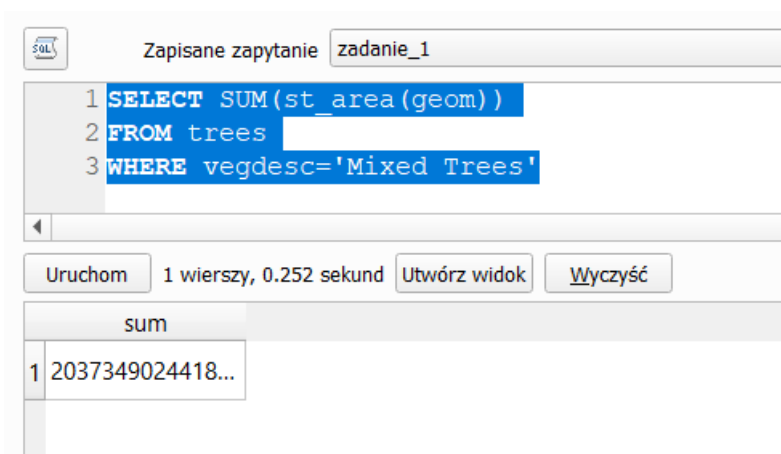 SQL
Zapisane zapytanie zadanie_1
1 SELECT SUM(st_area(geom))
2 FROM trees
3 WHERE vegdesc='Mixed Trees'
Uruchom 1 wierszy, 0.252 sekund Utwórz widok Wyczyść
sum
1 2037349024418...